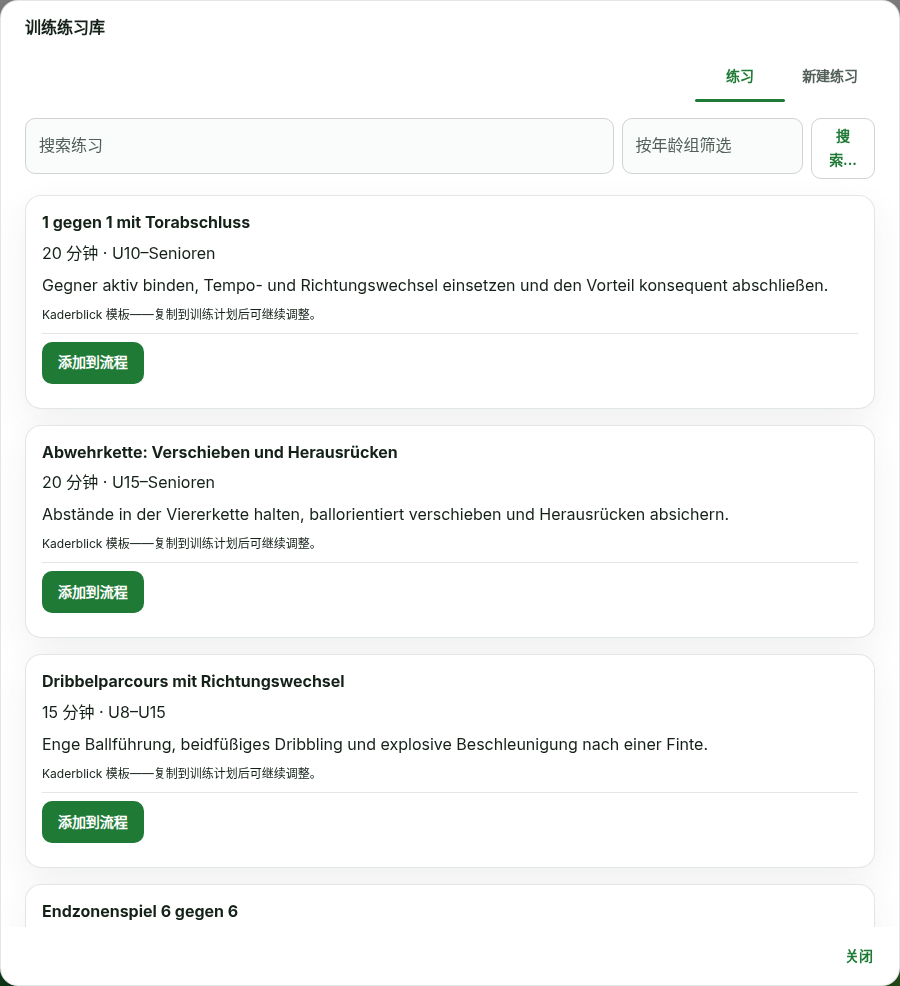 训练练习库
练习
新建练习
搜索练习
按年龄组筛选
搜
索...
1 gegen 1 mit Torabschluss
20 分钟 · U10–Senioren
Gegner aktiv binden, Tempo- und Richtungswechsel einsetzen und den Vorteil konsequent abschließen.
Kaderblick 模板——复制到训练计划后可继续调整。
添加到流程
Abwehrkette: Verschieben und Herausrücken
20 分钟 · U15–Senioren
Abstände in der Viererkette halten, ballorientiert verschieben und Herausrücken absichern.
Kaderblick 模板——复制到训练计划后可继续调整。
添加到流程
Dribbelparcours mit Richtungswechsel
15 分钟 · U8–U15
Enge Ballführung, beidfüßiges Dribbling und explosive Beschleunigung nach einer Finte.
Kaderblick 模板——复制到训练计划后可继续调整。
添加到流程
Endzonenspiel 6 gegen 6
关闭